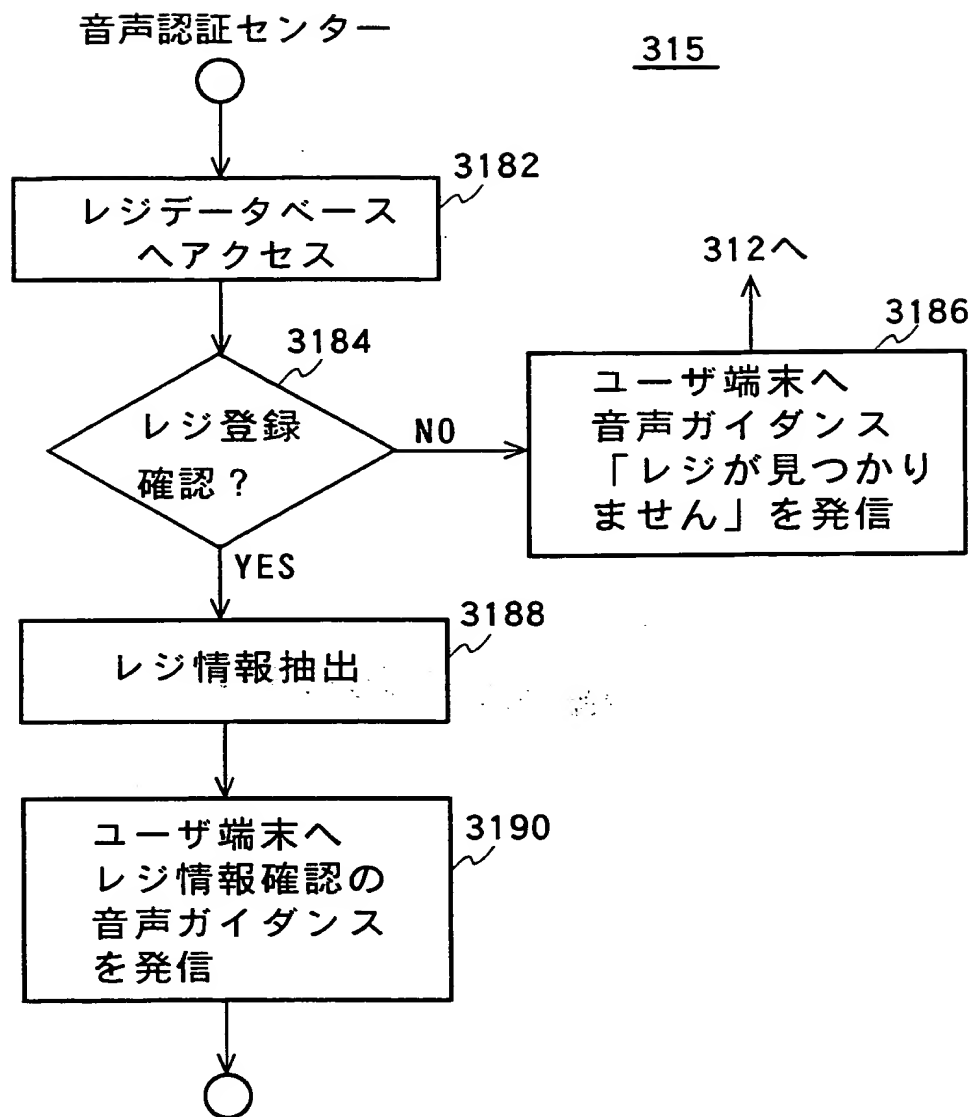 音声認証センター
315
3182
レジデータベース
へアクセス
312へ
3184
3186
レジ登録
確認？
NO
ユーザ端末へ
音声ガイダンス
「レジが見つかり
ません」を発信
YES
3188
レジ情報抽出
3190
ユーザ端末へ
レジ情報確認の
音声ガイダンス
を発信